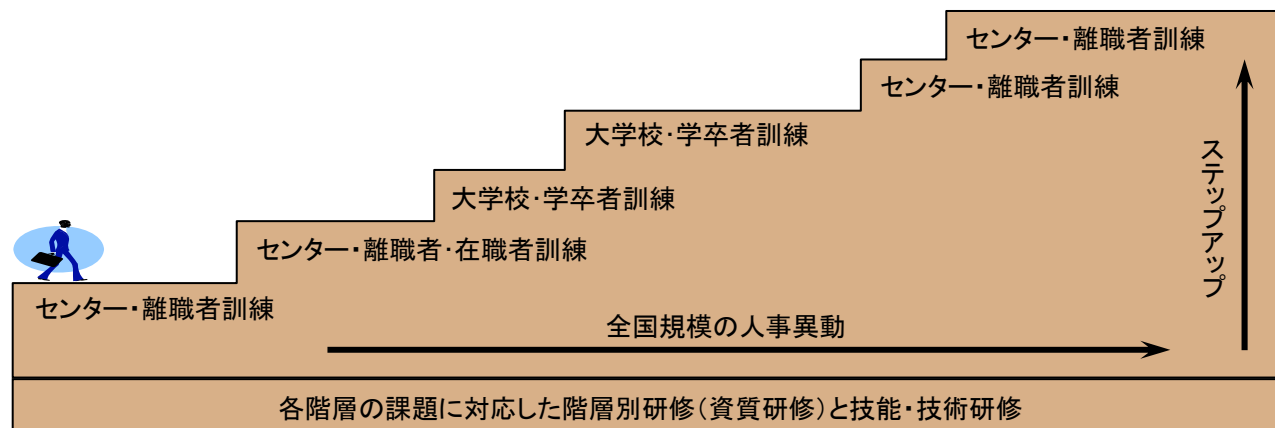 センター・離職者訓練
センター・離職者訓練
大学校・学卒者訓練
大学校・学卒者訓練
センター・離職者・在職者訓練
センター・離職者訓練
ステップアップ
全国規模の人事異動
各階層の課題に対応した階層別研修（資質研修）と技能・技術研修